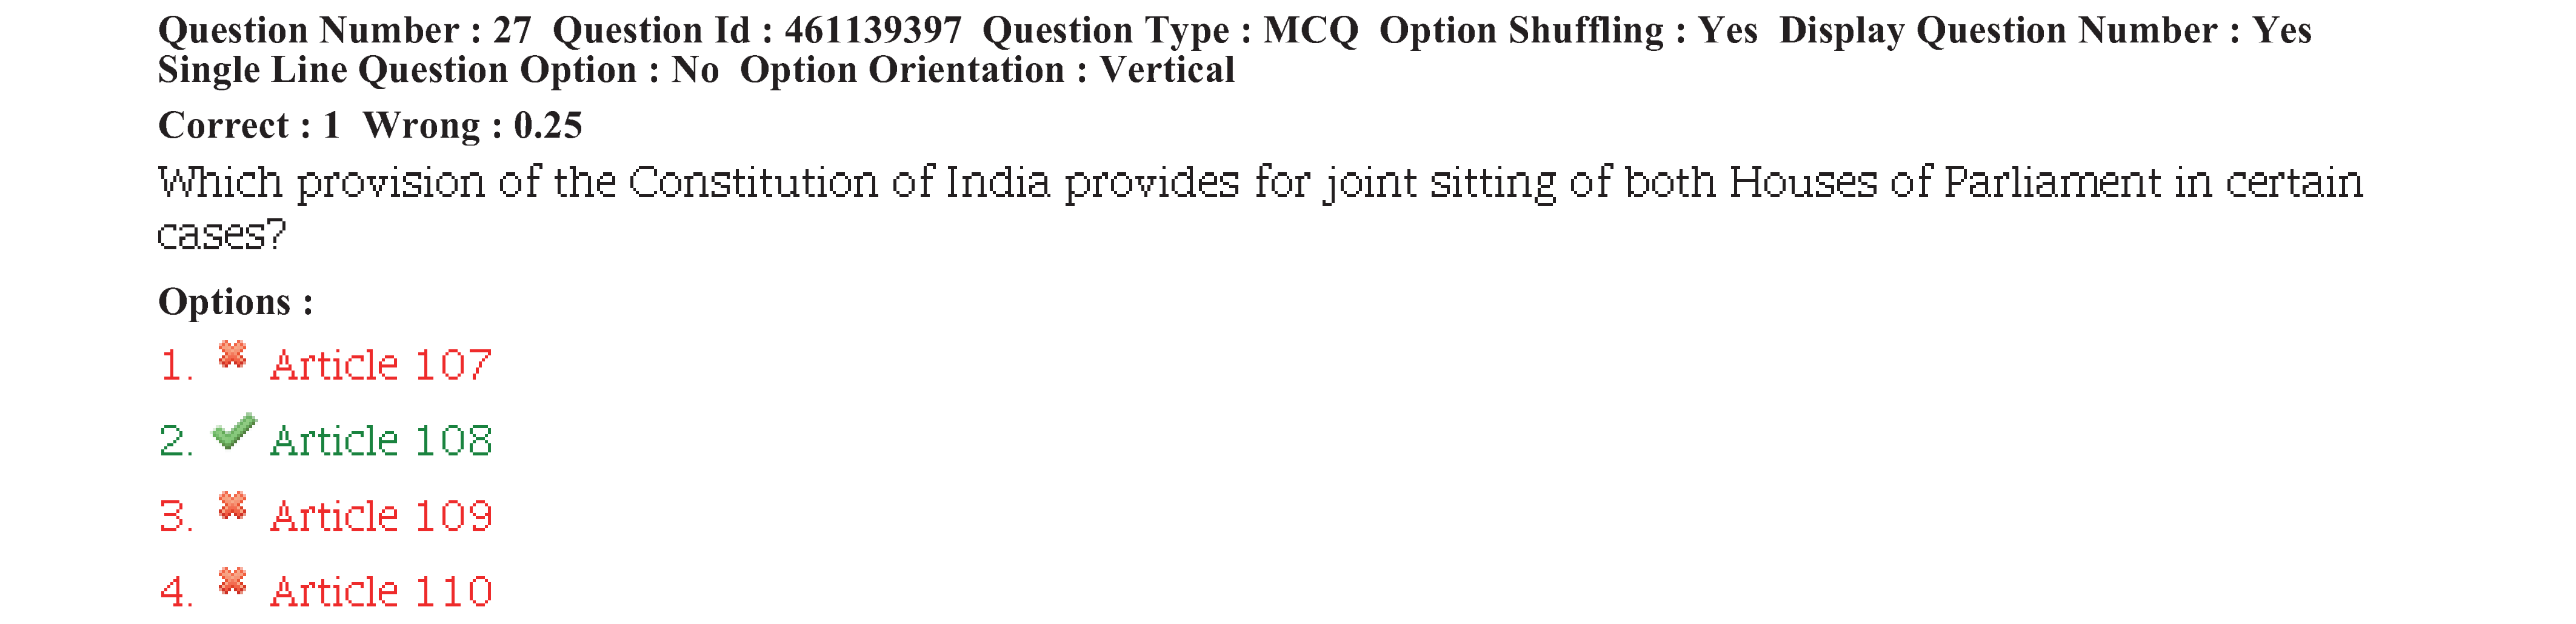 Question Number : 27 Question Id : 461139397 Question Type : MCQ Option Shuffling : Yes Display Question Number : Yes
Single Line Question Option : No Option Orientation : Vertical
Correct : 1 Wrong : 0.25
Which provision of the Constitution of India provides for joint sitting of both Houses of Parliament in certain
cases?
Options :
1. Article 107
2. Article 108
3. Article 109
4. Article 110